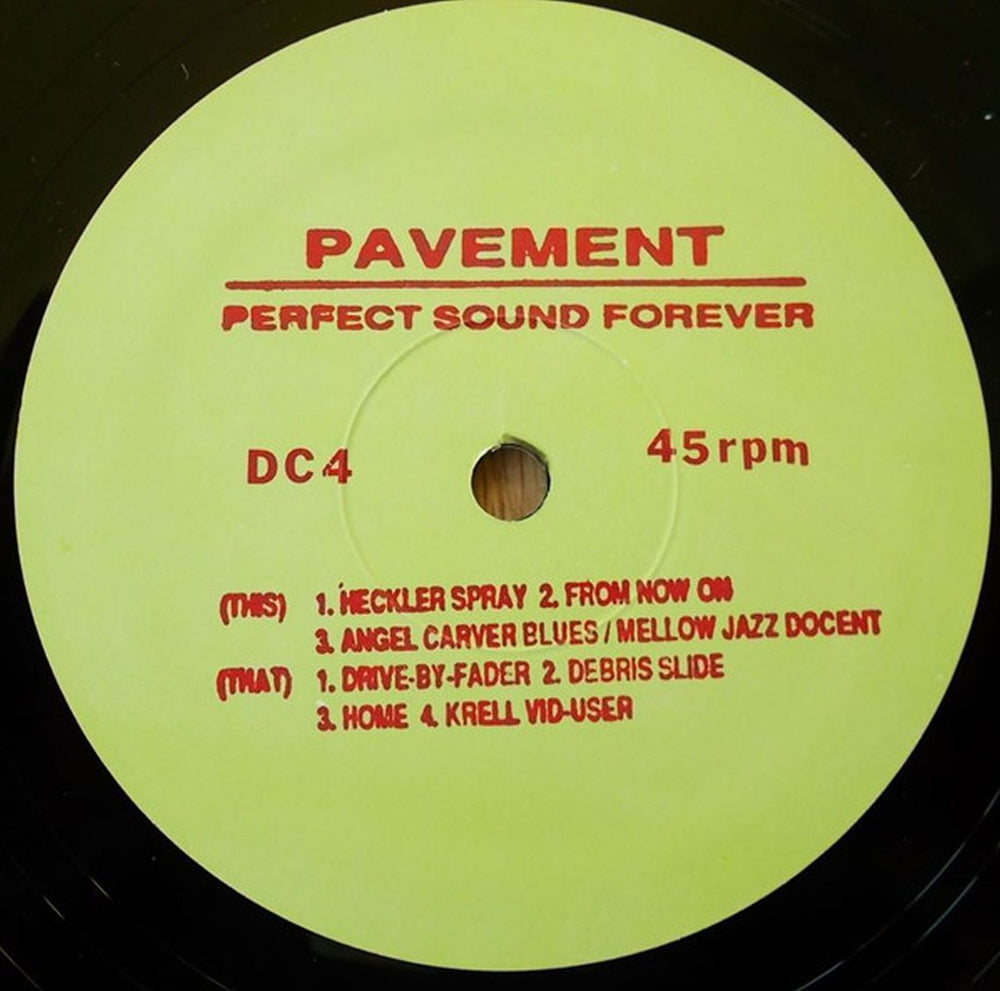 PAVEMENT
PERFECT SOUND FOREVER
DC4 45rpm
(THIS) 1. HECKLER SPRAY 2. FROM NOW ON
3. ANGEL CARVER BLUES / MELLOW JAZZ DOCENT
(THAT) 1. DRIVE-BY-FADER 2. DEBRIS SLIDE
3. HOME 4. KRELL VID-USER